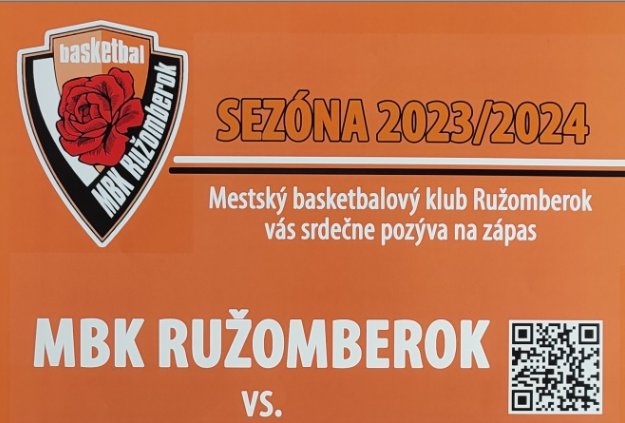 basketbal
MBK Ružomberok
SEZÓNA 2023/2024
Mestský basketbalový klub Ružomberok
vás srdečne pozýva na zápas
MBK RUŽOMBEROK
vs.